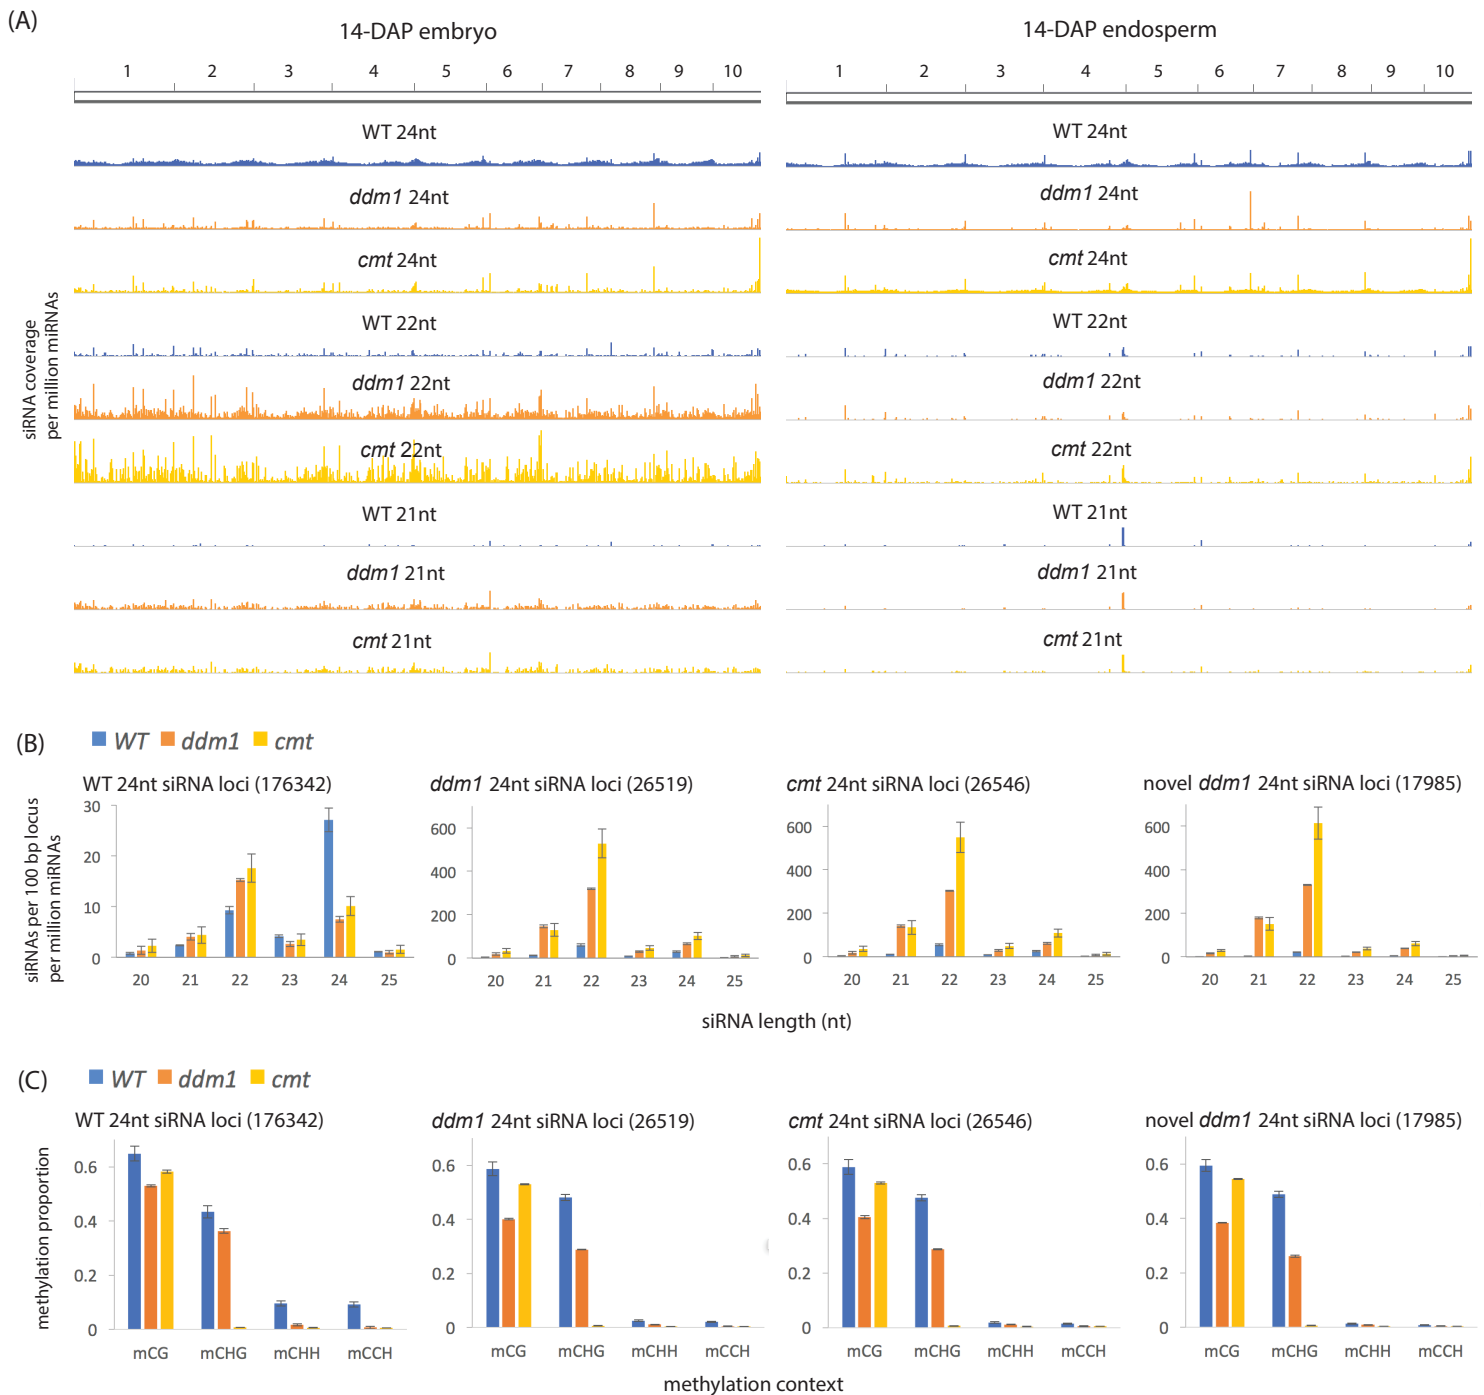 (A)
14-DAP embryo
14-DAP endosperm
1 2 3 4 5 6 7 8 9 10
1 2 3 4 5 6 7 8 9 10
siRNA coverage
per million miRNAs
WT 24nt
ddm1 24nt
cmt 24nt
WT 22nt
ddm1 22nt
cmt 22nt
WT 21nt
ddm1 21nt
cmt 21nt
WT 24nt
ddm1 24nt
cmt 24nt
WT 22nt
ddm1 22nt
cmt 22nt
WT 21nt
ddm1 21nt
cmt 21nt
(B)
WT ddm1 cmt
siRNAs per 100 bp locus
per million miRNAs
WT 24nt siRNA loci (176342)
30
20
10
0
20 21 22 23 24 25
ddm1 24nt siRNA loci (26519)
600
400
200
0
20 21 22 23 24 25
cmt 24nt siRNA loci (26546)
600
400
200
0
20 21 22 23 24 25
novel ddm1 24nt siRNA loci (17985)
600
400
200
0
20 21 22 23 24 25
siRNA length (nt)
(C)
WT ddm1 cmt
methylation proportion
WT 24nt siRNA loci (176342)
0.6
0.4
0.2
0
mCG mCHG mCHH mCCH
ddm1 24nt siRNA loci (26519)
0.6
0.4
0.2
0
mCG mCHG mCHH mCCH
cmt 24nt siRNA loci (26546)
0.6
0.4
0.2
0
mCG mCHG mCHH mCCH
novel ddm1 24nt siRNA loci (17985)
0.6
0.4
0.2
0
mCG mCHG mCHH mCCH
methylation context